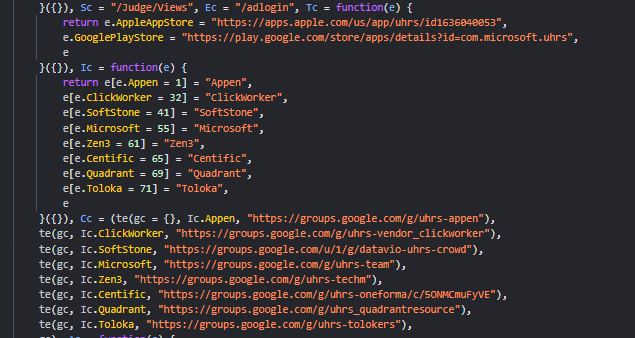 }({}), Sc = "/Judge/Views", Ec = "/adlogin", Tc = function(e) {
return e.AppleAppStore = "https://apps.apple.com/us/app/uhrs/id1636040053",
e.GooglePlayStore = "https://play.google.com/store/apps/details?id=com.microsoft.uhrs",
e
}({}), Ic = function(e) {
return e[e.Appen = 1] = "Appen",
e[e.ClickWorker = 32] = "ClickWorker",
e[e.SoftStone = 41] = "SoftStone",
e[e.Microsoft = 55] = "Microsoft",
e[e.Zen3 = 61] = "Zen3",
e[e.Centific = 65] = "Centific",
e[e.Quadrant = 69] = "Quadrant",
e[e.Toloka = 71] = "Toloka",
e
}({}), Cc = (te(gc = {}, Ic.Appen, "https://groups.google.com/g/uhrs-appen"),
te(gc, Ic.ClickWorker, "https://groups.google.com/g/uhrs-vendor_clickworker"),
te(gc, Ic.SoftStone, "https://groups.google.com/u/1/g/datavio-uhrs-crowd"),
te(gc, Ic.Microsoft, "https://groups.google.com/g/uhrs-team"),
te(gc, Ic.Zen3, "https://groups.google.com/g/uhrs-techm"),
te(gc, Ic.Centific, "https://groups.google.com/g/uhrs-oneforma/c/5ONMCmuFyVE"),
te(gc, Ic.Quadrant, "https://groups.google.com/g/uhrs_quadrantresource"),
te(gc, Ic.Toloka, "https://groups.google.com/g/uhrs-tolokers"),